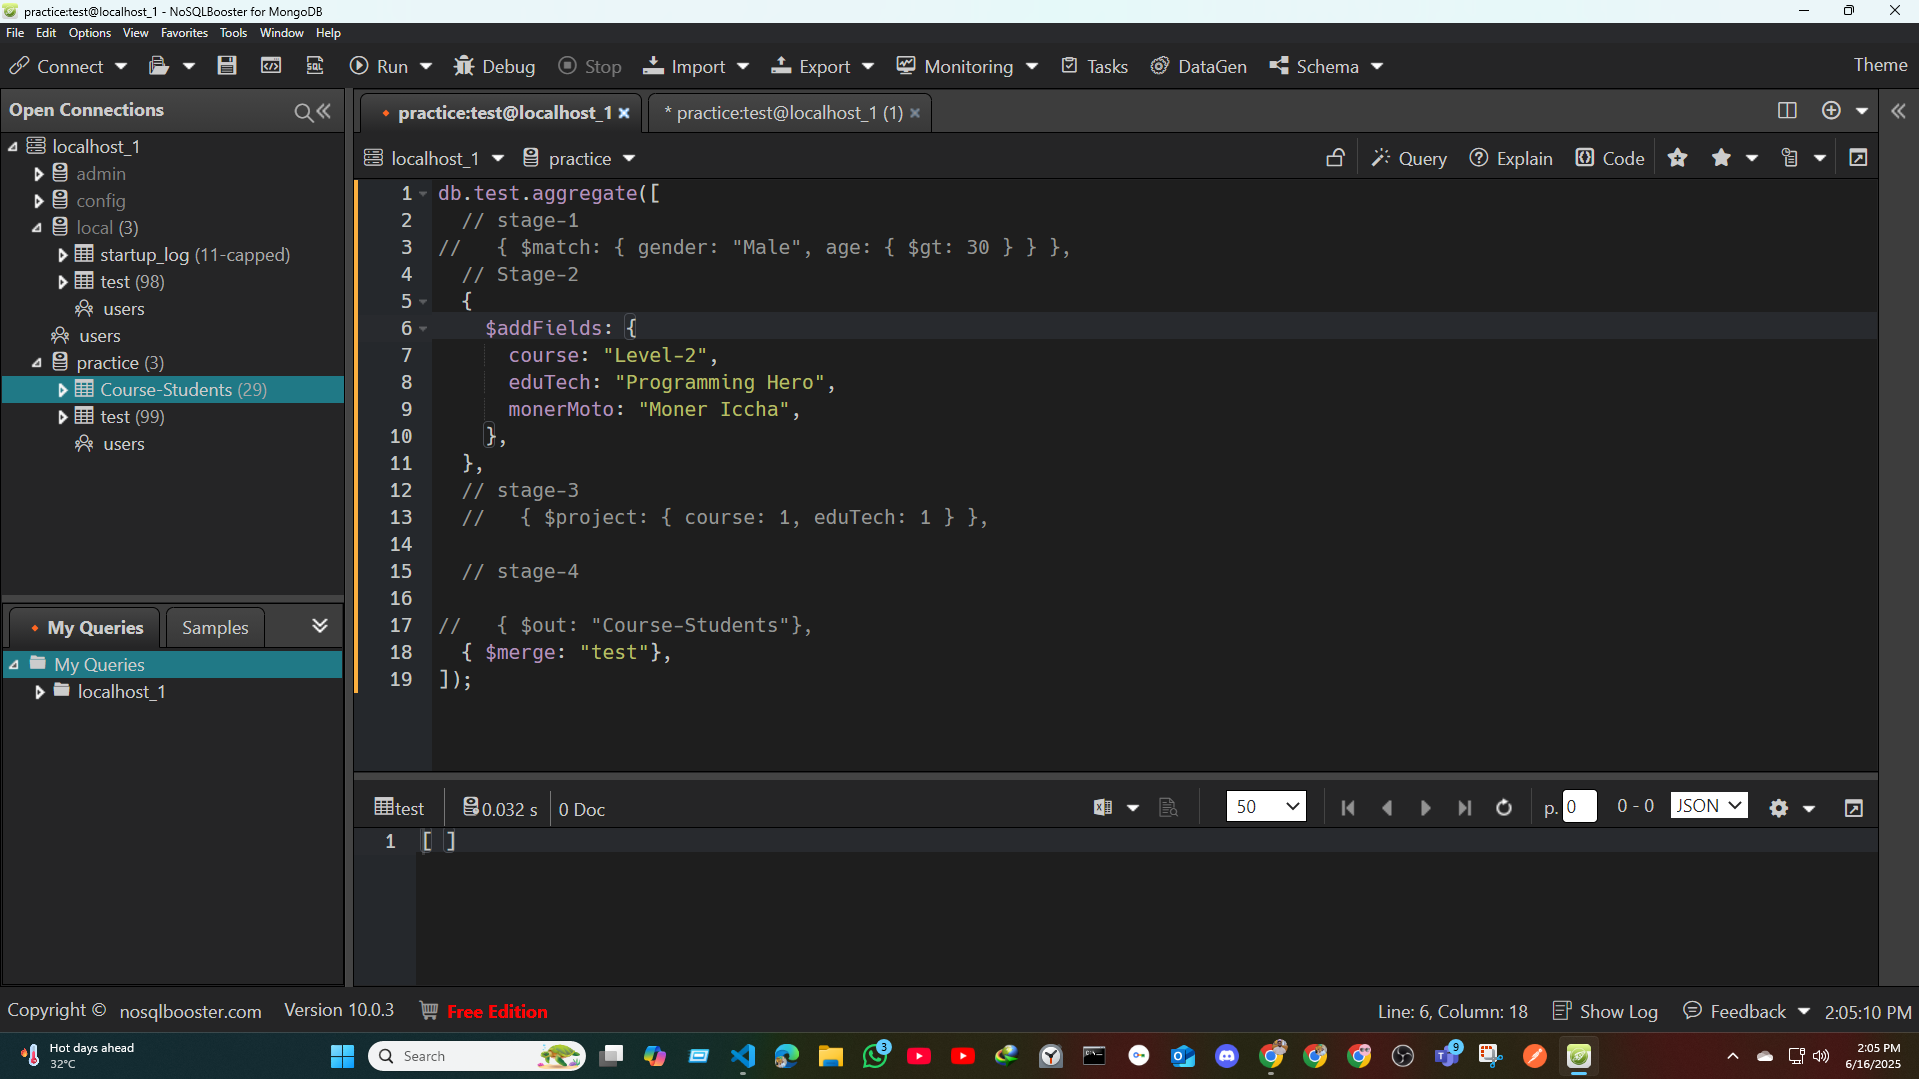 practice:test@localhost_1 - NoSQLBooster for MongoDB
File Edit Options View Favorites Tools Window Help
Connect SQL Run Debug Stop Import Export Monitoring Tasks DataGen Schema Theme
Open Connections
practice:test@localhost_1 * practice:test@localhost_1 (1)
localhost_1 practice Query Explain Code
localhost_1
admin
config
local (3)
startup_log (11-capped)
test (98)
users
users
practice (3)
Course-Students (29)
test (99)
users
1 db.test.aggregate([
2 // stage-1
3 // { $match: { gender: "Male", age: { $gt: 30 } } },
4 // Stage-2
5 {
6 $addFields: {
7 course: "Level-2",
8 eduTech: "Programming Hero",
9 monerMoto: "Moner Iccha",
10 },
11 },
12 // stage-3
13 // { $project: { course: 1, eduTech: 1 } },
14
15 // stage-4
16
17 // { $out: "Course-Students"},
18 { $merge: "test"},
19 ]);
My Queries Samples
My Queries
localhost_1
test 0.032 s 0 Doc 50 p. 0 0 - 0 JSON
1 [ ]
Copyright © nosqlbooster.com Version 10.0.3 Free Edition Line: 6, Column: 18 Show Log Feedback 2:05:10 PM
Hot days ahead
32°C
Search
3
9
2:05 PM
6/16/2025